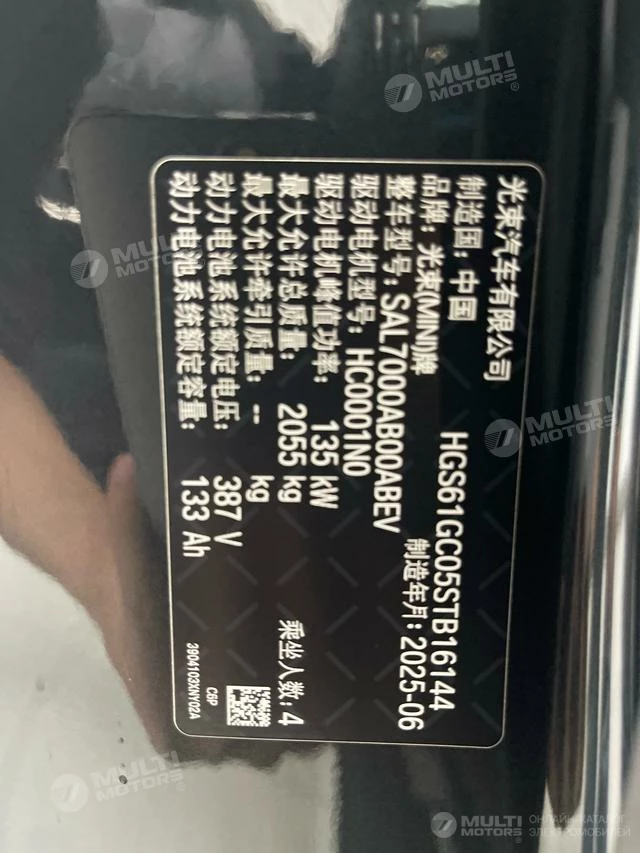 光束汽车有限公司
HGS61GC05STB16144
制造国: 中国
制造年月: 2025-06
品牌: 光束(MINI)牌
整车型号: SAL7000AB00ABEV
驱动电机型号: HC0001N0
驱动电机峰值功率: 135 kW
最大允许总质量: 2055 kg
乘坐人数: 4
最大允许牵引质量: -- kg
动力电池系统额定电压: 387 V
动力电池系统额定容量: 133 Ah
C6P
3904103XNY02A
MULTI
MOTORS®
MULTI
MOTORS®
MULTI
MOTORS®
MULTI
MOTORS®
MULTI
MOTORS®
ОНЛАЙН-КАТАЛОГ
ЭЛЕКТРОМОБИЛЕЙ